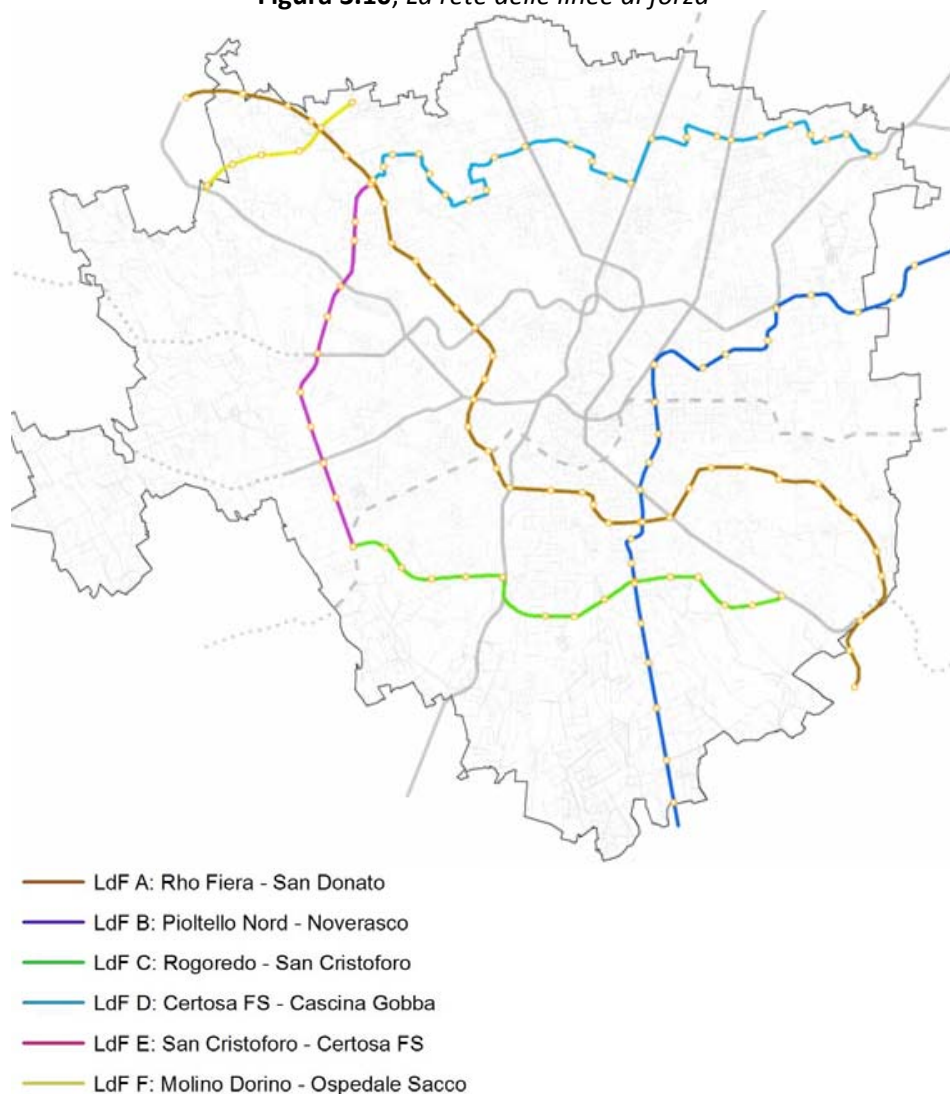 Figura 3.10, La rete delle linee di forza
LdF A: Rho Fiera - San Donato
LdF B: Pioltello Nord - Noverasco
LdF C: Rogoredo - San Cristoforo
LdF D: Certosa FS - Cascina Gobba
LdF E: San Cristoforo - Certosa FS
LdF F: Molino Dorino - Ospedale Sacco